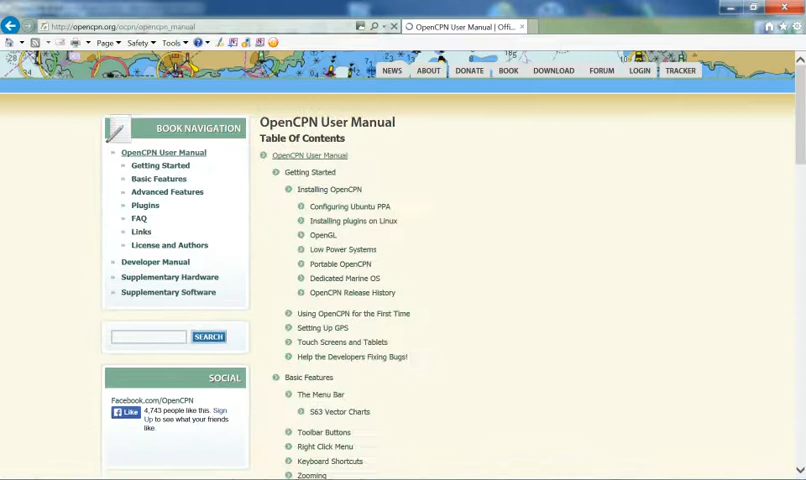 http://opencpn.org/ocpn/opencpn_manual
OpenCPN User Manual | Offi...
Page
Safety
Tools
NEWS ABOUT DONATE BOOK DOWNLOAD FORUM LOGIN TRACKER
BOOK NAVIGATION
OpenCPN User Manual
Getting Started
Basic Features
Advanced Features
Plugins
FAQ
Links
License and Authors
Developer Manual
Supplementary Hardware
Supplementary Software
SEARCH
SOCIAL
Facebook.com/OpenCPN
Like
4,743 people like this. Sign
Up to see what your friends
like.
OpenCPN User Manual
Table Of Contents
OpenCPN User Manual
Getting Started
Installing OpenCPN
Configuring Ubuntu PPA
Installing plugins on Linux
OpenGL
Low Power Systems
Portable OpenCPN
Dedicated Marine OS
OpenCPN Release History
Using OpenCPN for the First Time
Setting Up GPS
Touch Screens and Tablets
Help the Developers Fixing Bugs!
Basic Features
The Menu Bar
S63 Vector Charts
Toolbar Buttons
Right Click Menu
Keyboard Shortcuts
Zooming